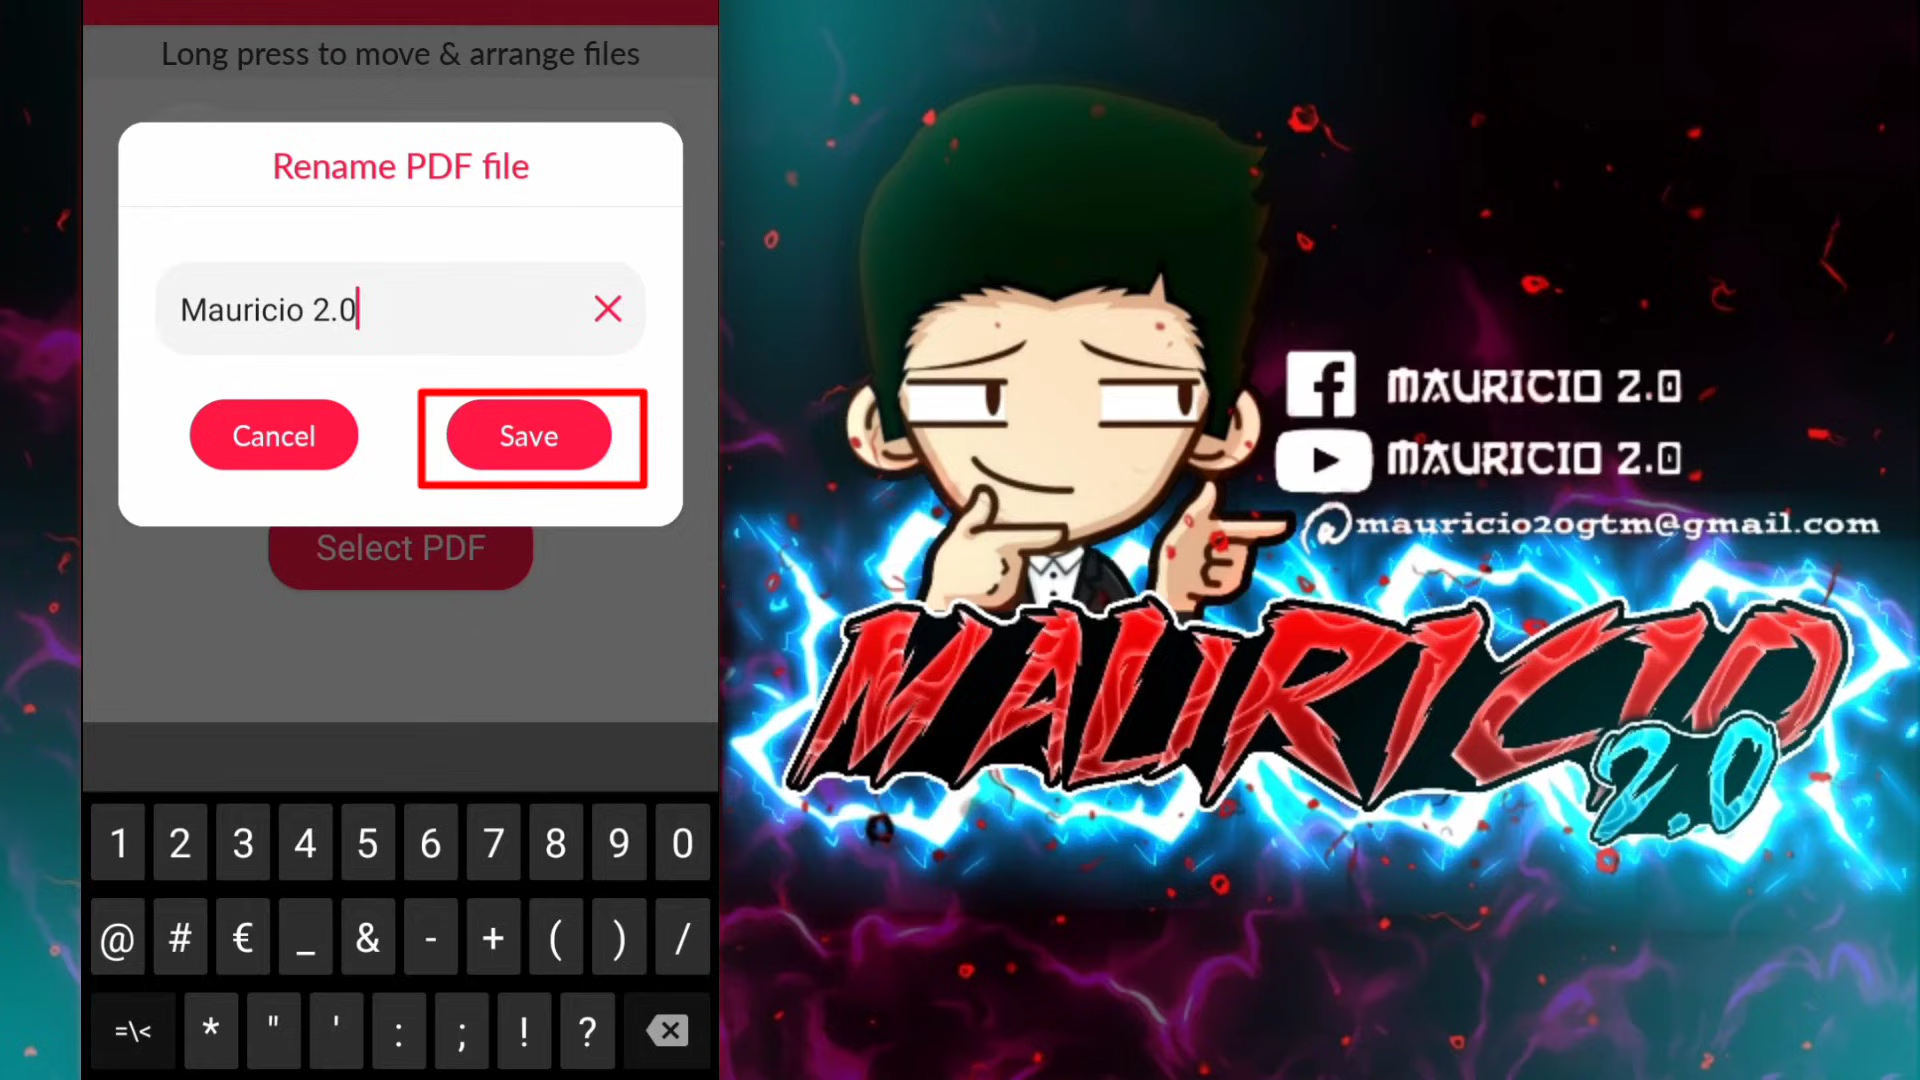 Long press to move & arrange files
Rename PDF file
Mauricio 2.0
Cancel
Save
Select PDF
1 2 3 4 5 6 7 8 9 0
@ # € _ & - + ( ) /
=\< * " ' : ; ! ?
MAURICIO 2.0
MAURICIO 2.0
@mauricio20gtm@gmail.com
MAURICIO
2.0